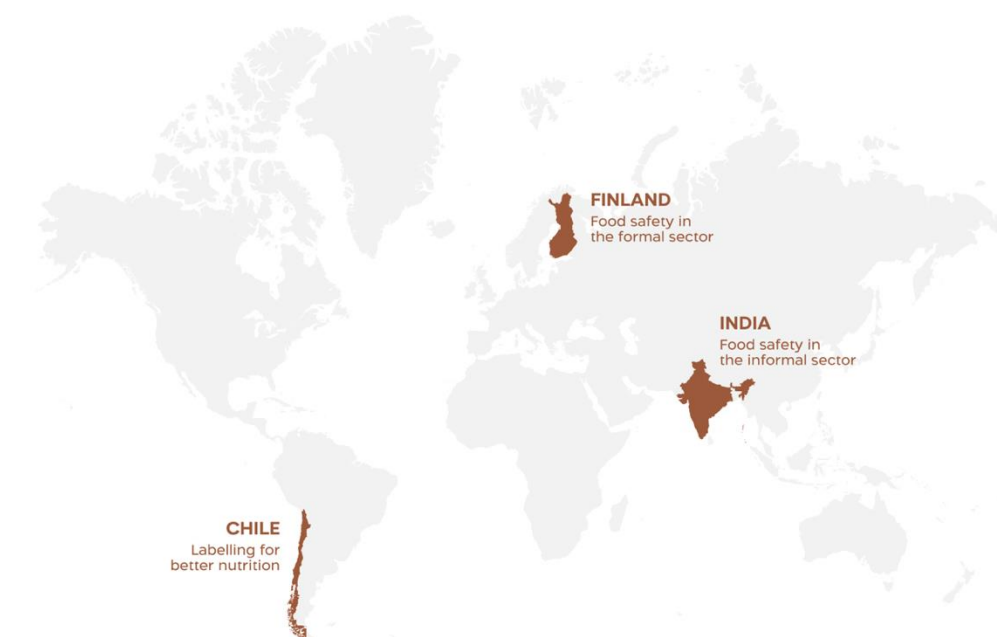 FINLAND
Food safety in
the formal sector
INDIA
Food safety in
the informal sector
CHILE
Labelling for
better nutrition